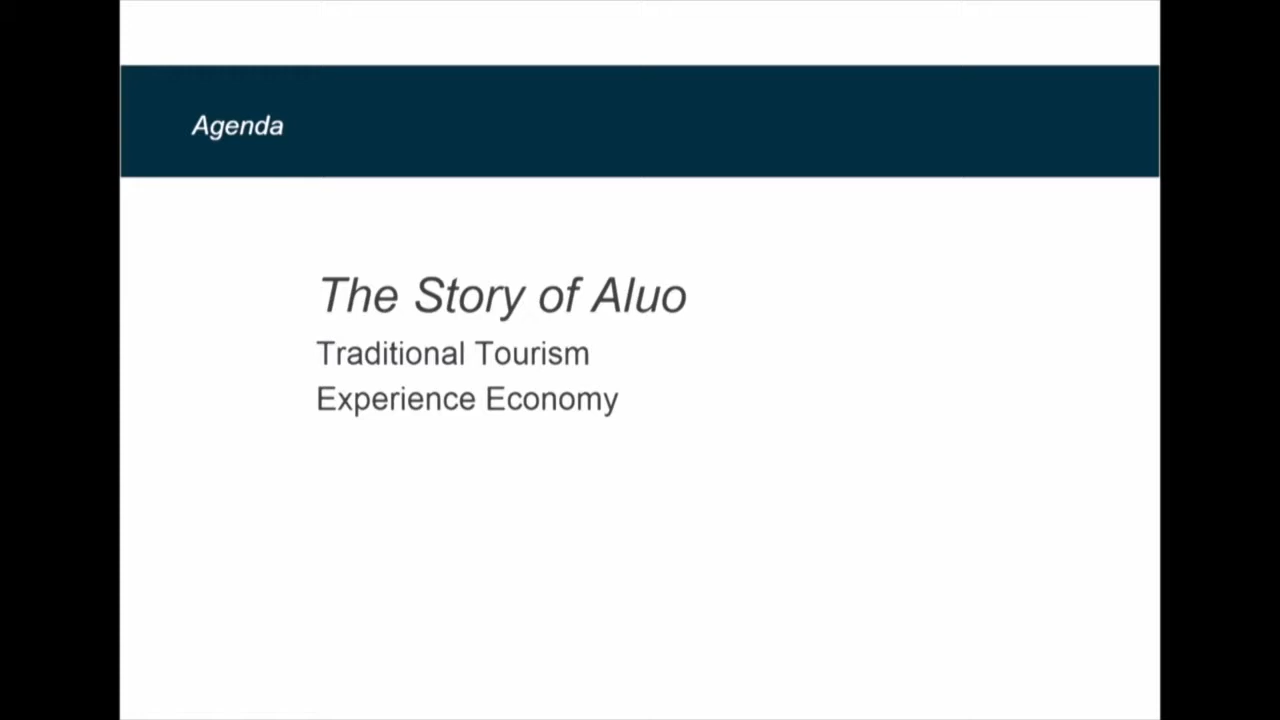 Agenda
The Story of Aluo
Traditional Tourism
Experience Economy